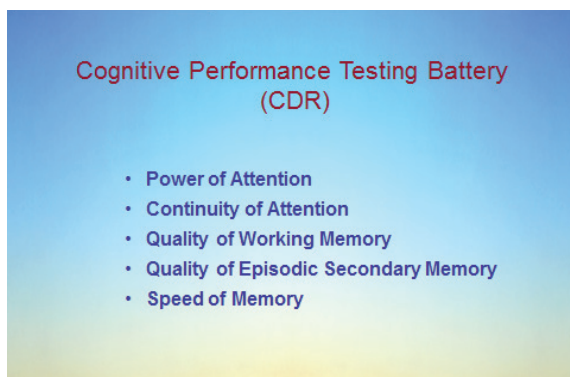 Cognitive Performance Testing Battery
(CDR)
• Power of Attention
• Continuity of Attention
• Quality of Working Memory
• Quality of Episodic Secondary Memory
• Speed of Memory